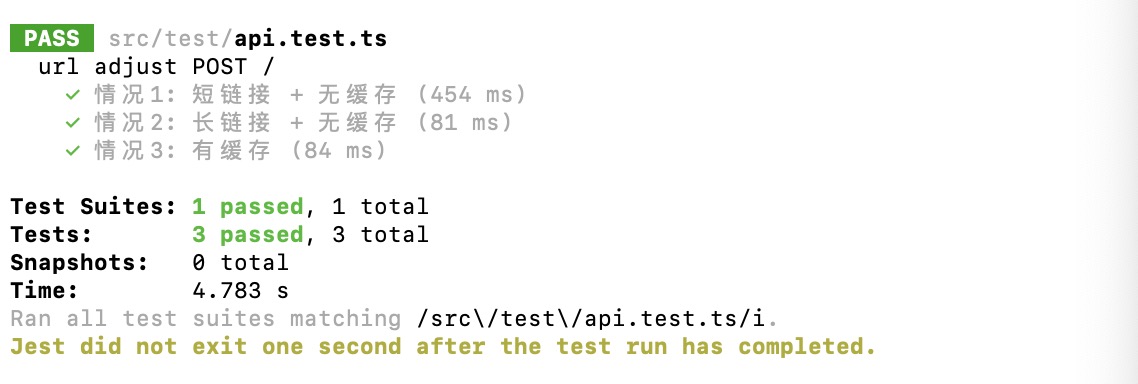 PASS src/test/api.test.ts
url adjust POST /
✓ 情况1: 短链接 + 无缓存 (454 ms)
✓ 情况2: 长链接 + 无缓存 (81 ms)
✓ 情况3: 有缓存 (84 ms)
Test Suites: 1 passed, 1 total
Tests: 3 passed, 3 total
Snapshots: 0 total
Time: 4.783 s
Ran all test suites matching /src\/test\/api.test.ts/i.
Jest did not exit one second after the test run has completed.